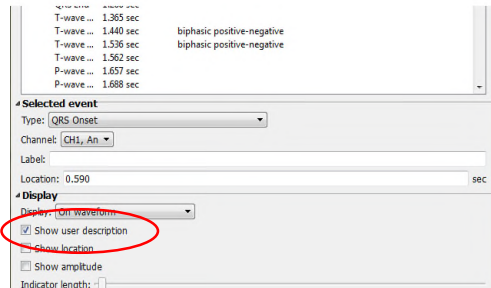 T-wave ... 1.365 sec
T-wave ... 1.440 sec biphasic positive-negative
T-wave ... 1.536 sec biphasic positive-negative
T-wave ... 1.562 sec
P-wave ... 1.657 sec
P-wave ... 1.688 sec
Selected event
Type: QRS Onset
Channel: CH1, An
Label:
Location: 0.590 sec
Display
Display: On waveform
Show user description
Show location
Show amplitude
Indicator length: